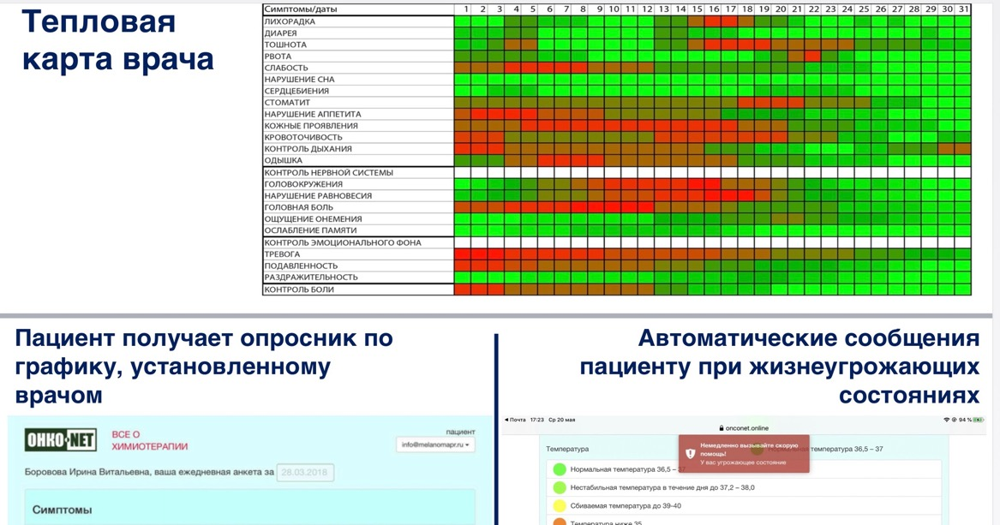 Тепловая
карта врача
Симптомы/даты 1 2 3 4 5 6 7 8 9 10 11 12 13 14 15 16 17 18 19 20 21 22 23 24 25 26 27 28 29 30 31
ЛИХОРАДКА
ДИАРЕЯ
ТОШНОТА
РВОТА
СЛАБОСТЬ
НАРУШЕНИЕ СНА
СЕРДЦЕБИЕНИЯ
СТОМАТИТ
НАРУШЕНИЕ АППЕТИТА
КОЖНЫЕ ПРОЯВЛЕНИЯ
КРОВОТОЧИВОСТЬ
КОНТРОЛЬ ДЫХАНИЯ
ОДЫШКА
КОНТРОЛЬ НЕРВНОЙ СИСТЕМЫ
ГОЛОВОКРУЖЕНИЯ
НАРУШЕНИЕ РАВНОВЕСИЯ
ГОЛОВНАЯ БОЛЬ
ОЩУЩЕНИЕ ОНЕМЕНИЯ
ОСЛАБЛЕНИЕ ПАМЯТИ
КОНТРОЛЬ ЭМОЦИОНАЛЬНОГО ФОНА
ТРЕВОГА
ПОДАВЛЕННОСТЬ
РАЗДРАЖИТЕЛЬНОСТЬ
КОНТРОЛЬ БОЛИ
Пациент получает опросник по
графику, установленному
врачом
ОНКО NET
ВСЕ О
ХИМИОТЕРАПИИ
пациент
info@melanomapr.ru
Боровова Ирина Витальевна, ваша ежедневная анкета за 28.03.2018
Симптомы
Автоматические сообщения
пациенту при жизнеугрожающих
состояниях
Почта 17:23 Ср 20 мая
94 %
onconet.online
Температура
Немедленно вызывайте скорую
помощь!
У вас угрожающее состояние
температура 36,5 – 37
Нормальная температура 36,5 – 37
Нестабильная температура в течение дня до 37,2 – 38,0
Сбиваемая температура до 39-40
Температура ниже 35